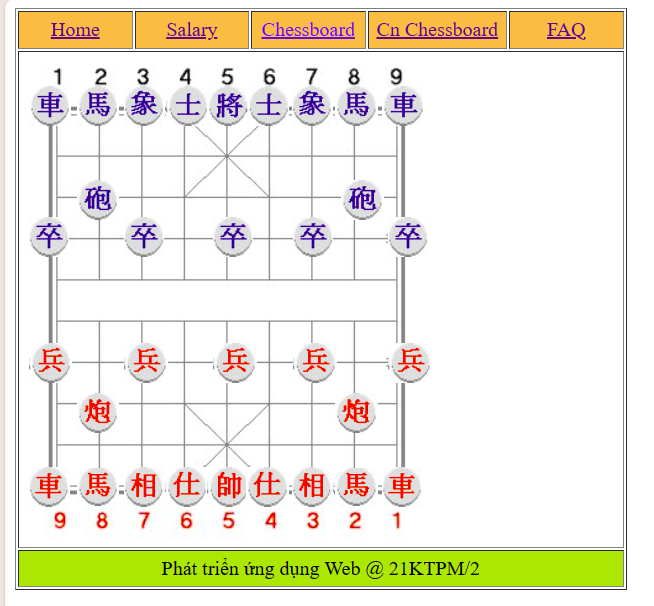 Home Salary Chessboard Cn Chessboard FAQ
1 2 3 4 5 6 7 8 9
車 馬 象 士 將 士 象 馬 車
砲 砲
卒 卒 卒 卒 卒
兵 兵 兵 兵 兵
炮 炮
車 馬 相 仕 帥 仕 相 馬 車
9 8 7 6 5 4 3 2 1
Phát triển ứng dụng Web @ 21KTPM/2